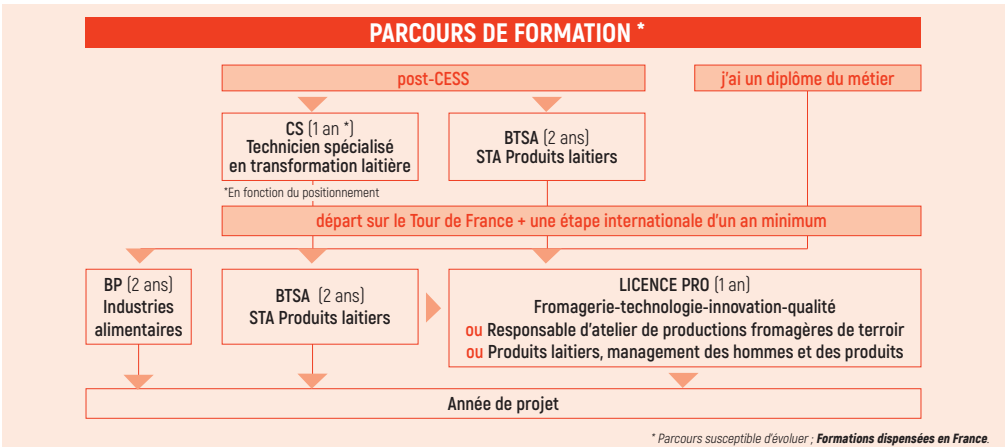 PARCOURS DE FORMATION *
post-CESS
j'ai un diplôme du métier
CS (1 an *)
Technicien spécialisé
en transformation laitière
BTSA (2 ans)
STA Produits laitiers
*En fonction du positionnement
départ sur le Tour de France + une étape internationale d'un an minimum
BP (2 ans)
Industries
alimentaires
BTSA (2 ans)
STA Produits laitiers
LICENCE PRO (1 an)
Fromagerie-technologie-innovation-qualité
ou Responsable d'atelier de productions fromagères de terroir
ou Produits laitiers, management des hommes et des produits
Année de projet
* Parcours susceptible d'évoluer ; Formations dispensées en France.